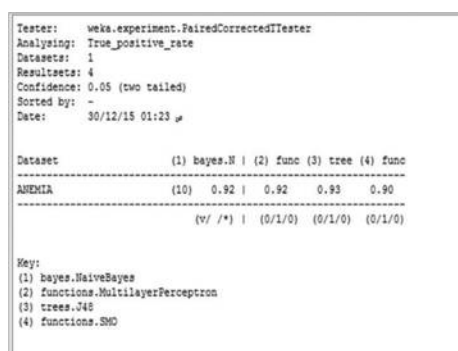 Tester: weka.experiment.PairedCorrectedTTester
Analysing: True_positive_rate
Datasets: 1
Resultsets: 4
Confidence: 0.05 (two tailed)
Sorted by: -
Date: 30/12/15 01:23 م
Dataset (1) bayes.N | (2) func (3) tree (4) func
ANEMIA (10) 0.92 | 0.92 0.93 0.90
(v/ /*) | (0/1/0) (0/1/0) (0/1/0)
Key:
(1) bayes.NaiveBayes
(2) functions.MultilayerPerceptron
(3) trees.J48
(4) functions.SMO